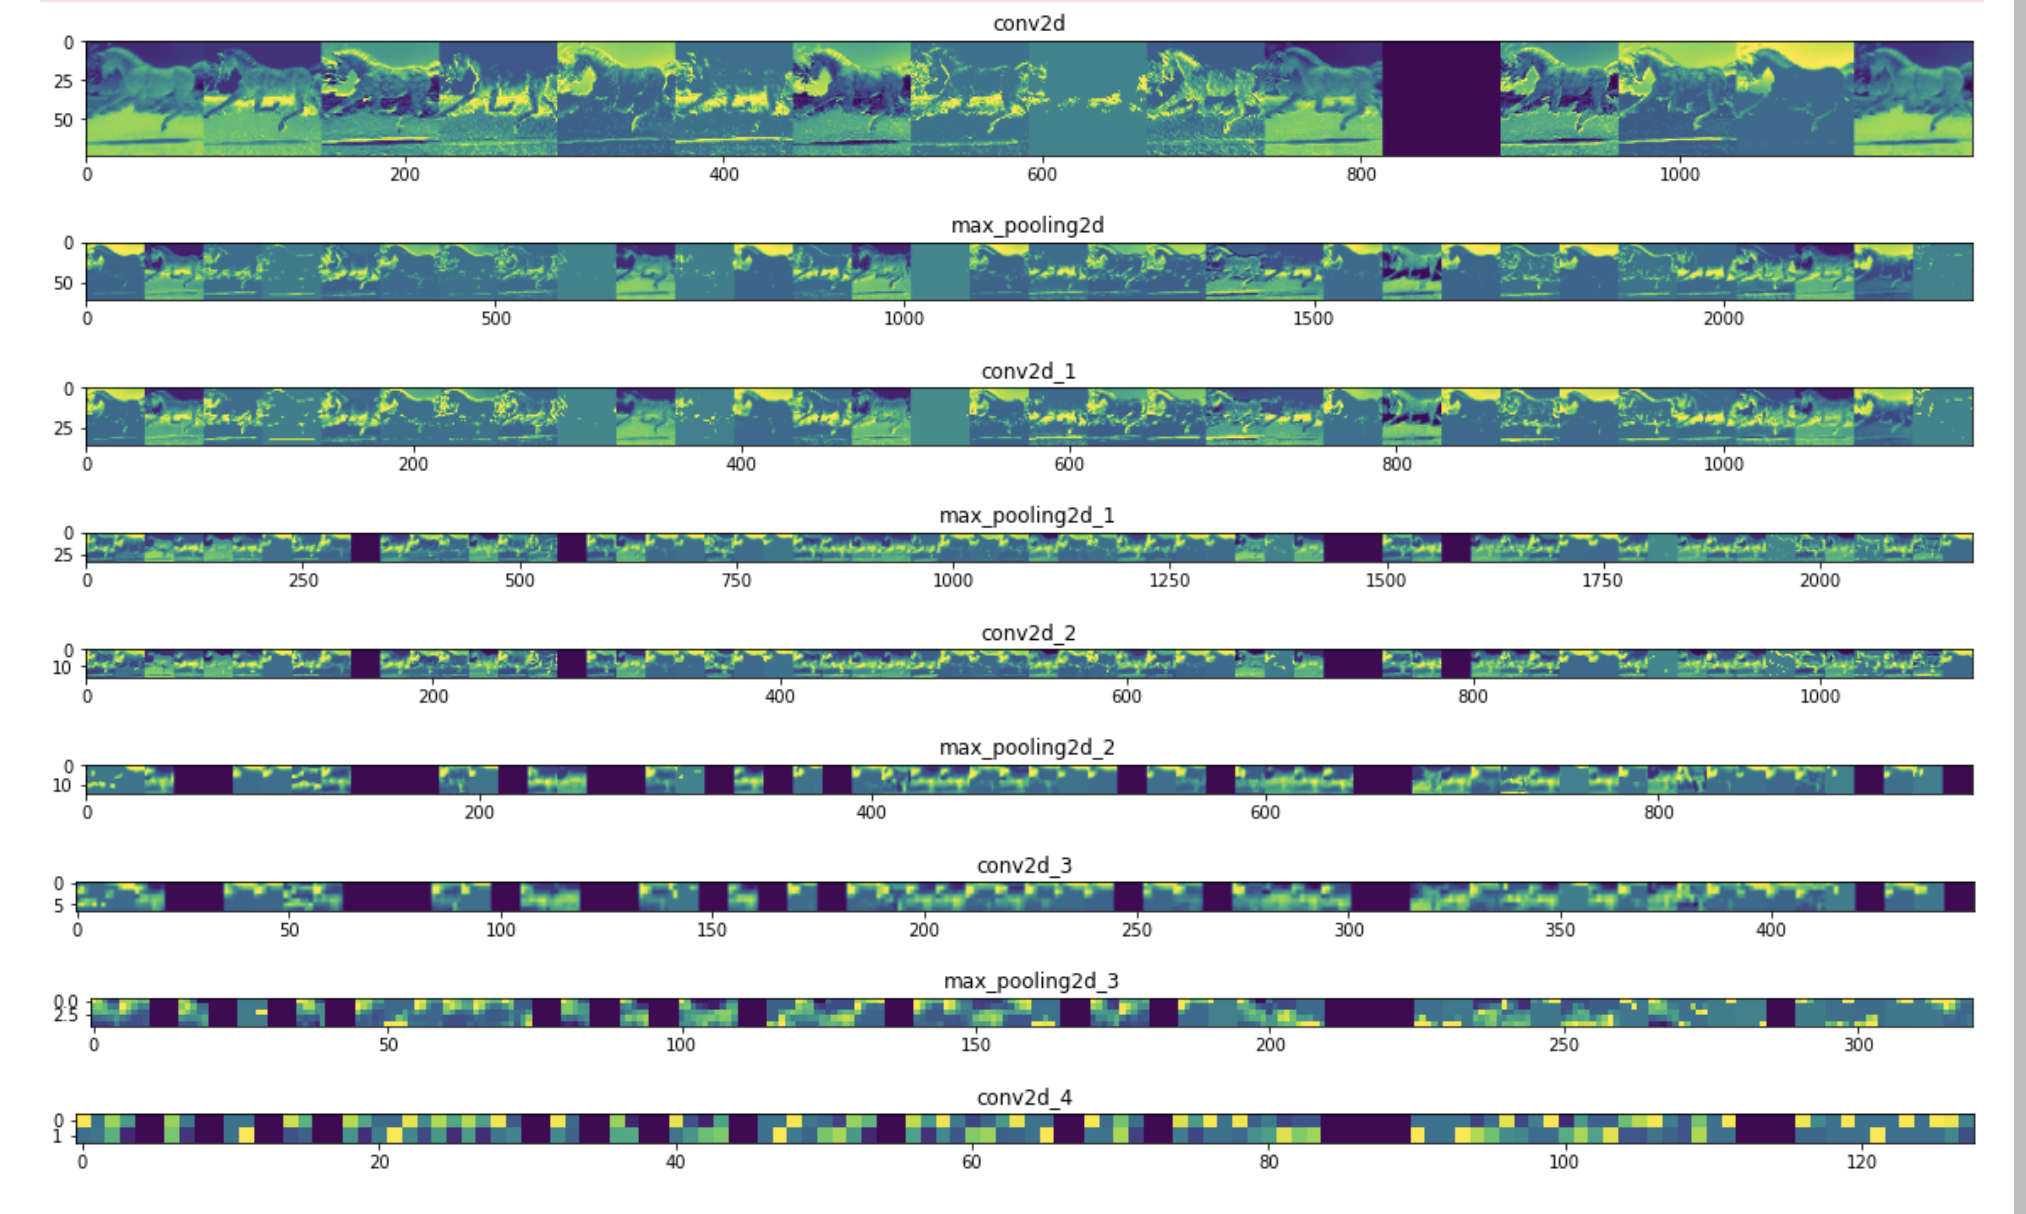 conv2d
0
25
50
0 200 400 600 800 1000
max_pooling2d
0
50
0 500 1000 1500 2000
conv2d_1
0
25
0 200 400 600 800 1000
max_pooling2d_1
0
25
0 250 500 750 1000 1250 1500 1750 2000
conv2d_2
0
10
0 200 400 600 800 1000
max_pooling2d_2
0
10
0 200 400 600 800
conv2d_3
0
5
0 50 100 150 200 250 300 350 400
max_pooling2d_3
0.0
2.5
0 50 100 150 200 250 300
conv2d_4
0
1
0 20 40 60 80 100 120